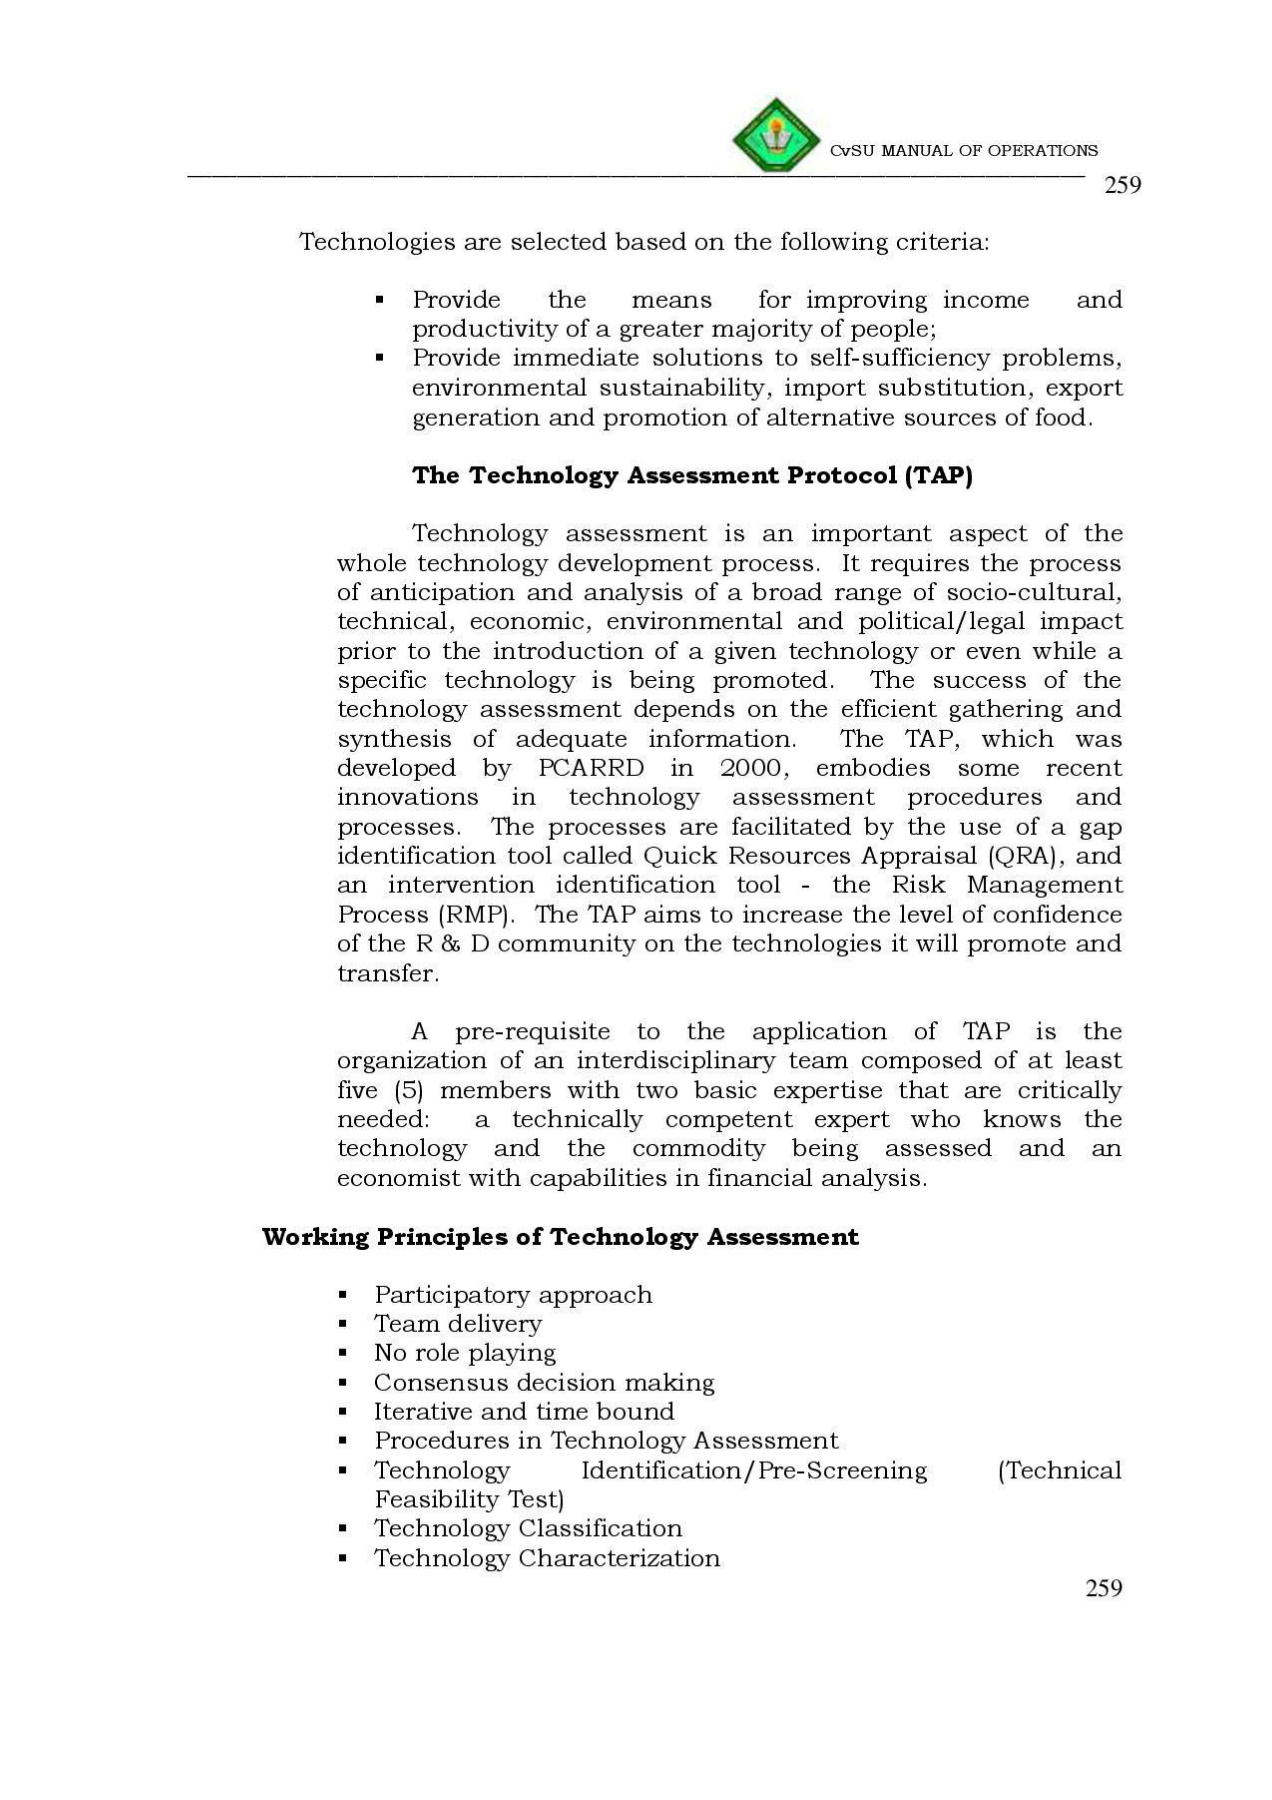 CvSU MANUAL OF OPERATIONS
259
Technologies are selected based on the following criteria:
▪ Provide the means for improving income and
productivity of a greater majority of people;
▪ Provide immediate solutions to self-sufficiency problems,
environmental sustainability, import substitution, export
generation and promotion of alternative sources of food.
The Technology Assessment Protocol (TAP)
Technology assessment is an important aspect of the
whole technology development process. It requires the process
of anticipation and analysis of a broad range of socio-cultural,
technical, economic, environmental and political/legal impact
prior to the introduction of a given technology or even while a
specific technology is being promoted. The success of the
technology assessment depends on the efficient gathering and
synthesis of adequate information. The TAP, which was
developed by PCARRD in 2000, embodies some recent
innovations in technology assessment procedures and
processes. The processes are facilitated by the use of a gap
identification tool called Quick Resources Appraisal (QRA), and
an intervention identification tool - the Risk Management
Process (RMP). The TAP aims to increase the level of confidence
of the R & D community on the technologies it will promote and
transfer.
A pre-requisite to the application of TAP is the
organization of an interdisciplinary team composed of at least
five (5) members with two basic expertise that are critically
needed: a technically competent expert who knows the
technology and the commodity being assessed and an
economist with capabilities in financial analysis.
Working Principles of Technology Assessment
▪ Participatory approach
▪ Team delivery
▪ No role playing
▪ Consensus decision making
▪ Iterative and time bound
▪ Procedures in Technology Assessment
▪ Technology Identification/Pre-Screening (Technical
Feasibility Test)
▪ Technology Classification
▪ Technology Characterization
259